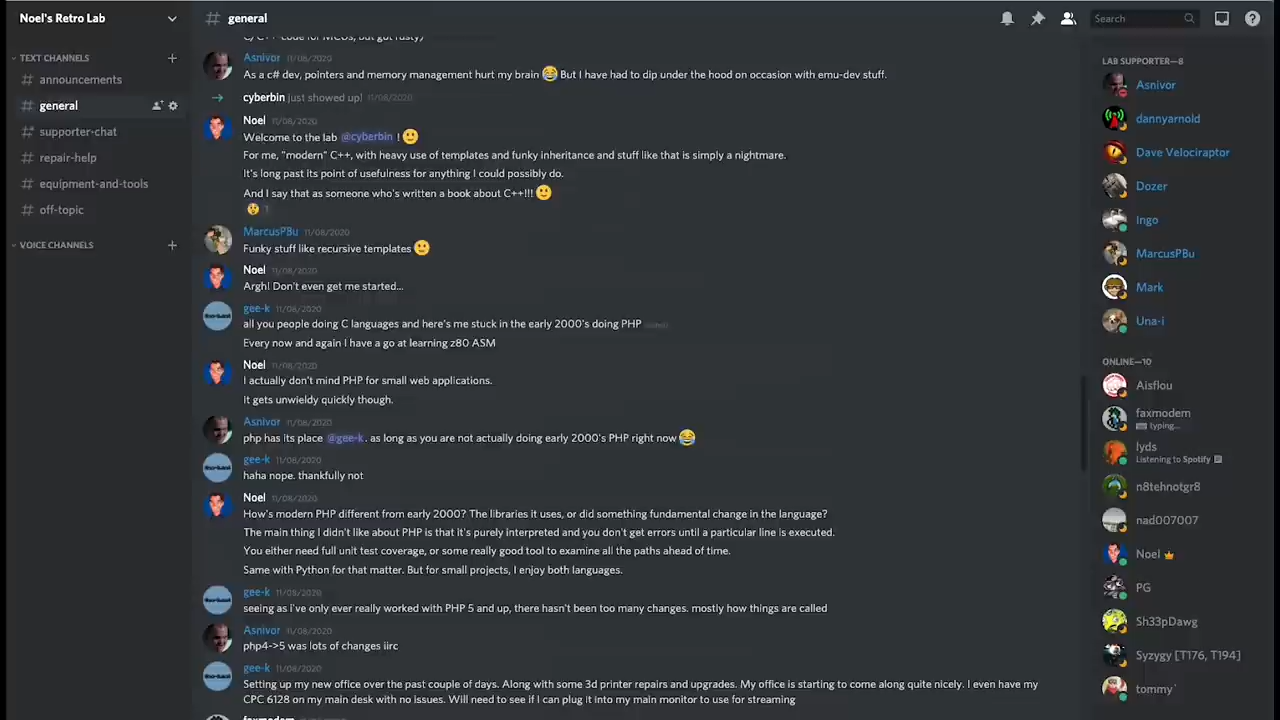 Noel's Retro Lab
general
Search
TEXT CHANNELS
announcements
general
supporter-chat
repair-help
equipment-and-tools
off-topic
VOICE CHANNELS
C/ C++ code for MCUs, but got rusty)
Asnivor 11/08/2020
As a c# dev, pointers and memory management hurt my brain 😂 But I have had to dip under the hood on occasion with emu-dev stuff.
cyberbin just showed up! 11/08/2020
Noel 11/08/2020
Welcome to the lab @cyberbin ! 🙂
For me, "modern" C++, with heavy use of templates and funky inheritance and stuff like that is simply a nightmare.
It's long past its point of usefulness for anything I could possibly do.
And I say that as someone who's written a book about C++!!! 🙂
😲 1
MarcusPBu 11/08/2020
Funky stuff like recursive templates 🙂
Noel 11/08/2020
Argh! Don't even get me started...
gee-k 11/08/2020
all you people doing C languages and here's me stuck in the early 2000's doing PHP (edited)
Every now and again I have a go at learning z80 ASM
Noel 11/08/2020
I actually don't mind PHP for small web applications.
It gets unwieldy quickly though.
Asnivor 11/08/2020
php has its place @gee-k. as long as you are not actually doing early 2000's PHP right now 😂
gee-k 11/08/2020
haha nope. thankfully not
Noel 11/08/2020
How's modern PHP different from early 2000? The libraries it uses, or did something fundamental change in the language?
The main thing I didn't like about PHP is that it's purely interpreted and you don't get errors until a particular line is executed.
You either need full unit test coverage, or some really good tool to examine all the paths ahead of time.
Same with Python for that matter. But for small projects, I enjoy both languages.
gee-k 11/08/2020
seeing as i've only ever really worked with PHP 5 and up, there hasn't been too many changes. mostly how things are called
Asnivor 11/08/2020
php4->5 was lots of changes iirc
gee-k 11/08/2020
Setting up my new office over the past couple of days. Along with some 3d printer repairs and upgrades. My office is starting to come along quite nicely. I even have my
CPC 6128 on my main desk with no issues. Will need to see if I can plug it into my main monitor to use for streaming
faxmodem
LAB SUPPORTER—8
Asnivor
dannyarnold
Dave Velociraptor
Dozer
Ingo
MarcusPBu
Mark
Una-i
ONLINE—10
Aisflou
faxmodem
typing...
lyds
Listening to Spotify
n8tehnotgr8
nad007007
Noel
PG
Sh33pDawg
Syzygy [T176, T194]
tommy`